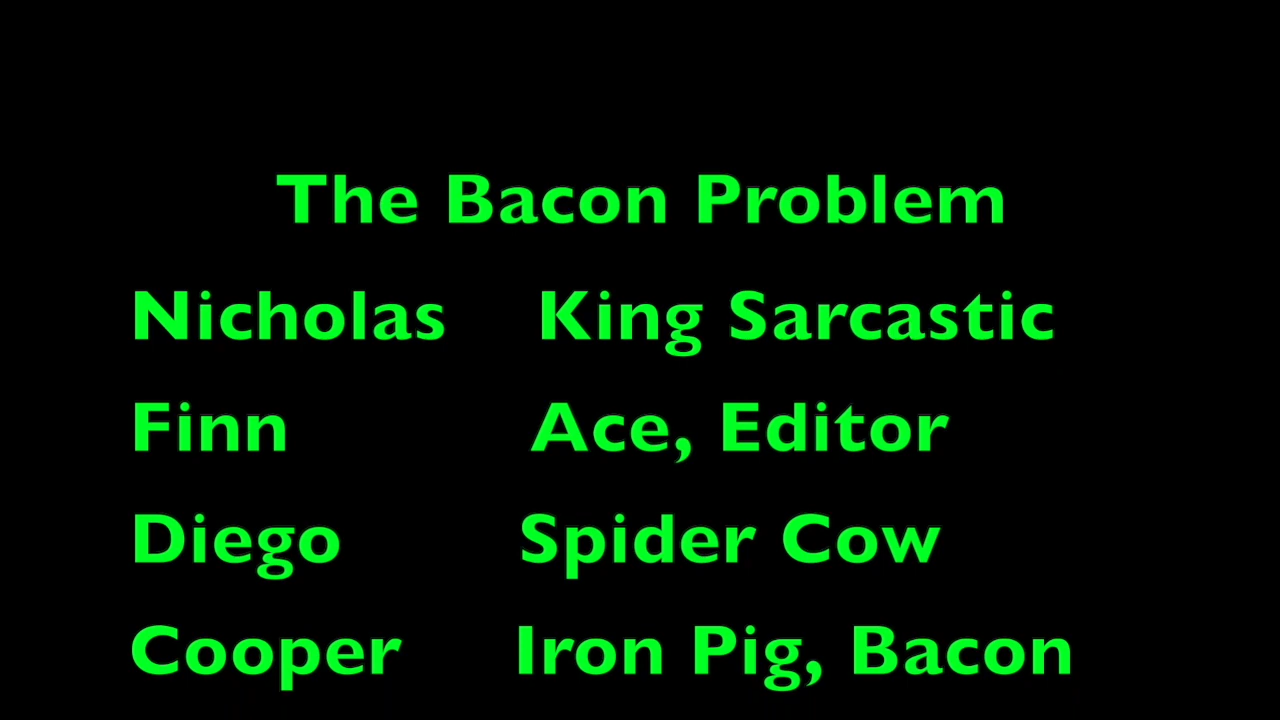 The Bacon Problem
Nicholas King Sarcastic
Finn Ace, Editor
Diego Spider Cow
Cooper Iron Pig, Bacon